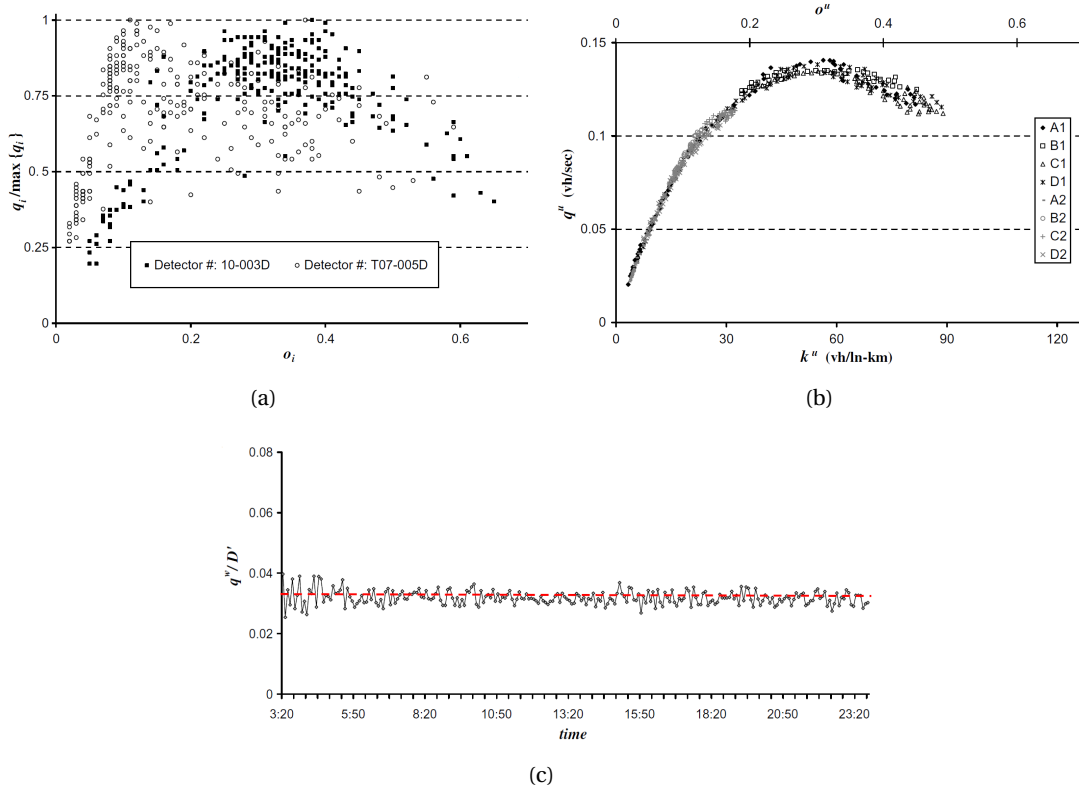 1
0.75
0.5
0.25
0
q_i/max {q_i}
Detector #: 10-003D Detector #: T07-005D
0 0.2 0.4 0.6
o_i
(a)
o^u
0 0.2 0.4 0.6
0.15
0.1
0.05
0
q^u (vh/sec)
A1
B1
C1
D1
A2
B2
C2
D2
0 30 60 90 120
k^u (vh/ln-km)
(b)
0.08
0.06
0.04
0.02
0
q^w/D'
3:20 5:50 8:20 10:50 13:20 15:50 18:20 20:50 23:20
time
(c)